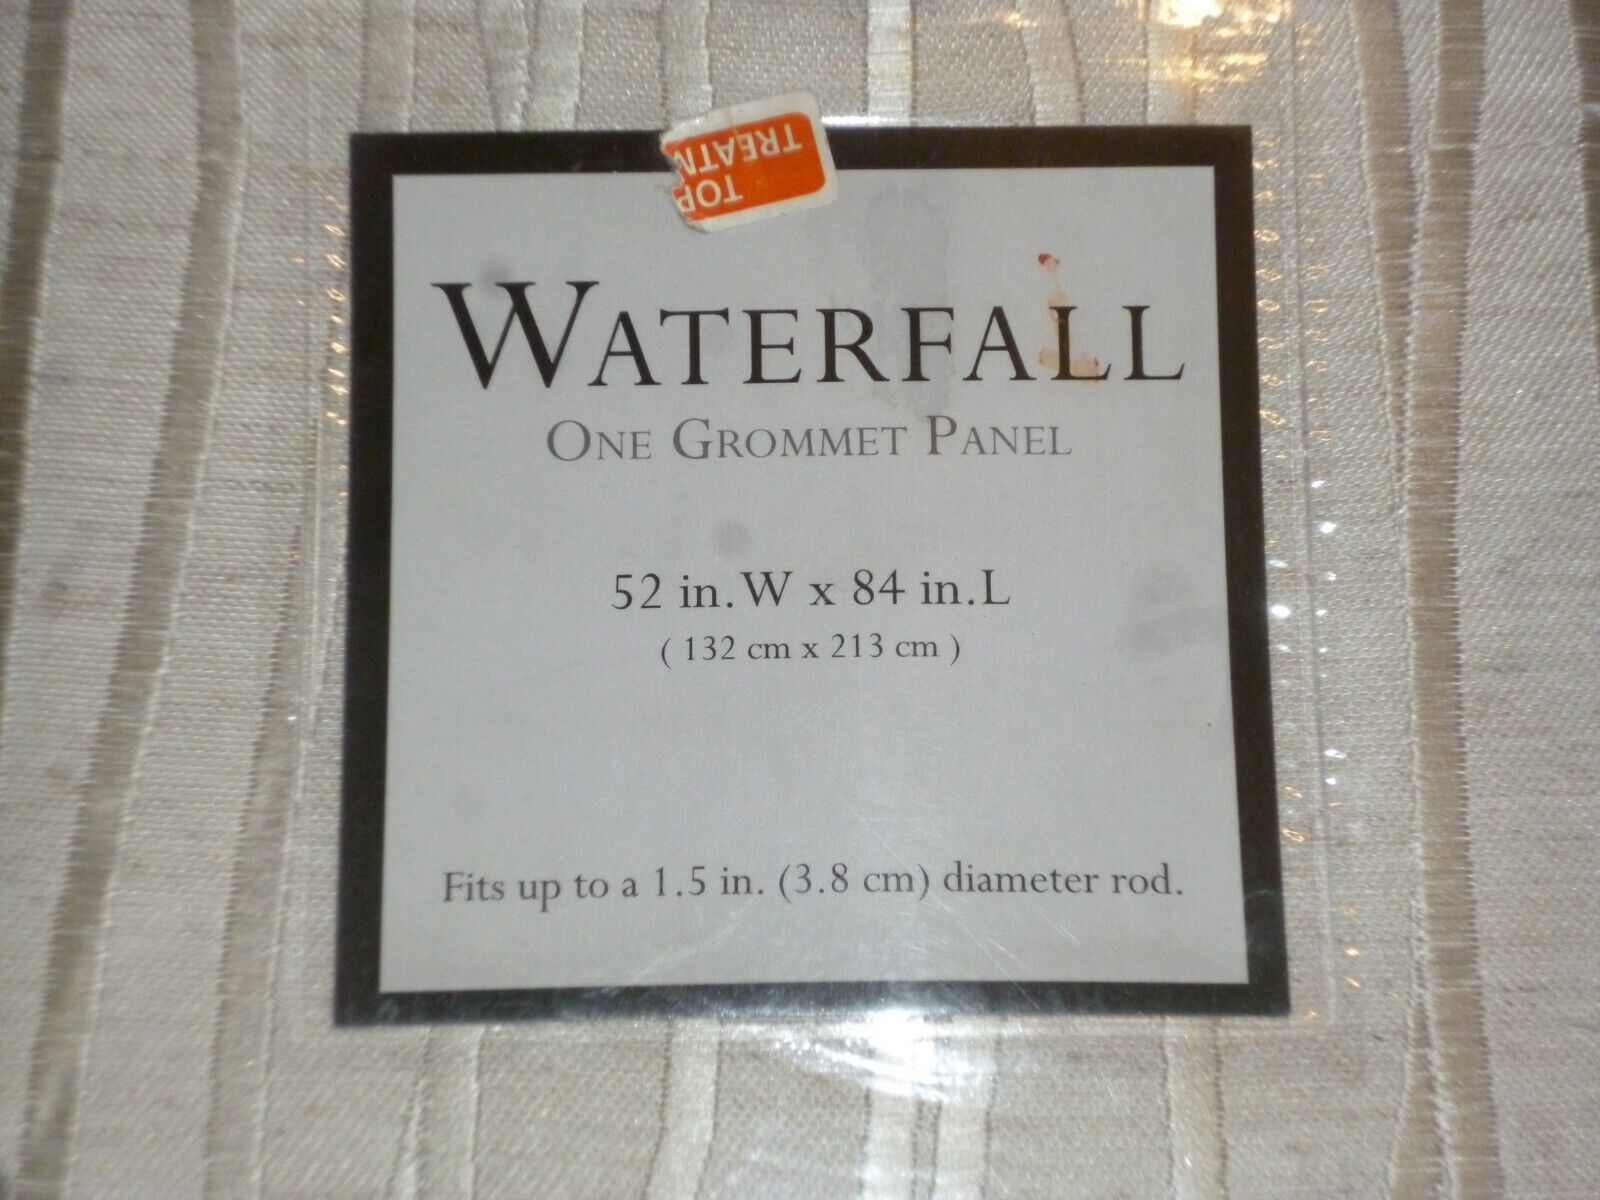 TOP
WATERFALL
ONE GROMMET PANEL
52 in.W x 84 in.L
( 132 cm x 213 cm )
Fits up to a 1.5 in. (3.8 cm) diameter rod.